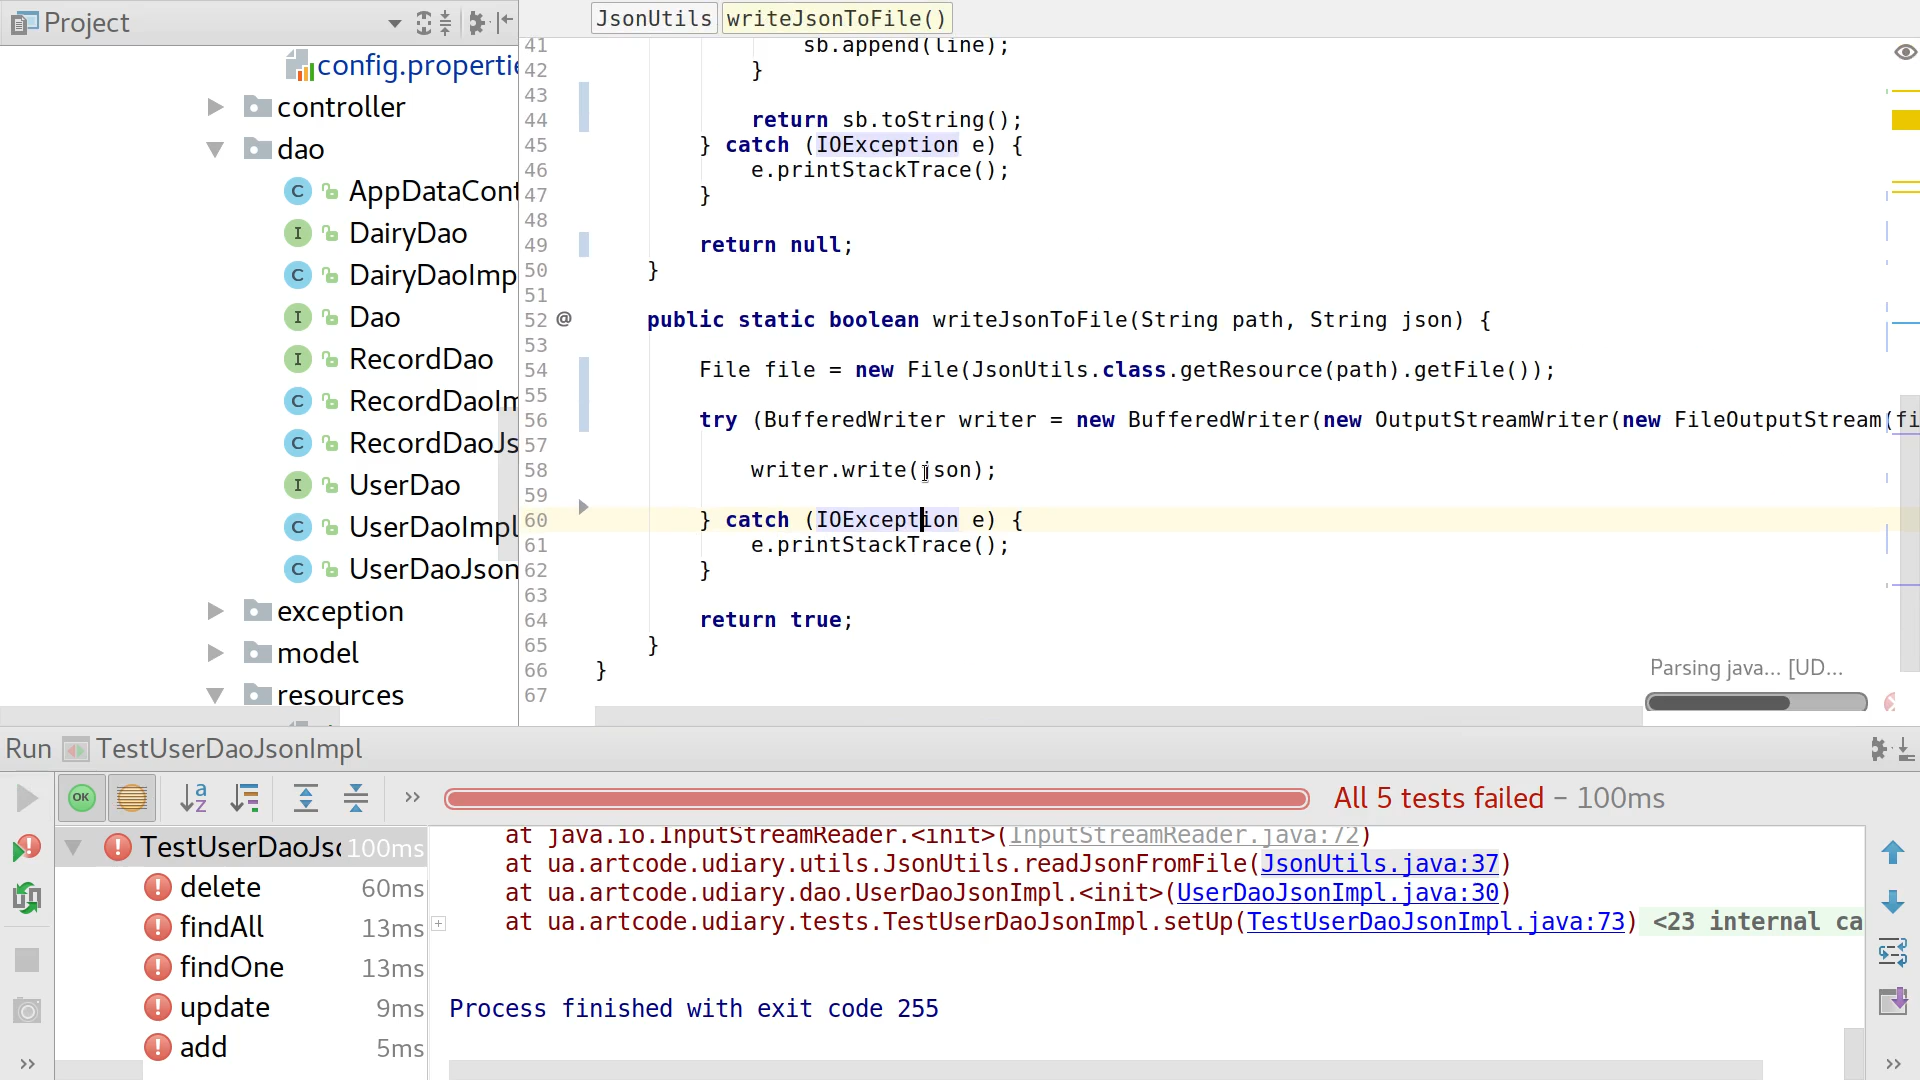 Project
JsonUtils writeJsonToFile()
config.propertie
controller
dao
C AppDataCont
I DairyDao
C DairyDaoImp
I Dao
I RecordDao
C RecordDaoIm
C RecordDaoJs
I UserDao
C UserDaoImpl
C UserDaoJson
exception
model
resources
41 sb.append(line);
42 }
43
44 return sb.toString();
45 } catch (IOException e) {
46 e.printStackTrace();
47 }
48
49 return null;
50 }
51
52 @ public static boolean writeJsonToFile(String path, String json) {
53
54 File file = new File(JsonUtils.class.getResource(path).getFile());
55
56 try (BufferedWriter writer = new BufferedWriter(new OutputStreamWriter(new FileOutputStream(fi
57
58 writer.write(json);
59
60 } catch (IOException e) {
61 e.printStackTrace();
62 }
63
64 return true;
65 }
66 }
67
Parsing java... [UD...
Run TestUserDaoJsonImpl
OK a z >> All 5 tests failed – 100ms
TestUserDaoJsc 100ms
delete 60ms
findAll 13ms
findOne 13ms
update 9ms
add 5ms
at java.io.InputStreamReader.<init>(InputStreamReader.java:72)
at ua.artcode.udiary.utils.JsonUtils.readJsonFromFile(JsonUtils.java:37)
at ua.artcode.udiary.dao.UserDaoJsonImpl.<init>(UserDaoJsonImpl.java:30)
at ua.artcode.udiary.tests.TestUserDaoJsonImpl.setUp(TestUserDaoJsonImpl.java:73) <23 internal ca
Process finished with exit code 255
>> >>